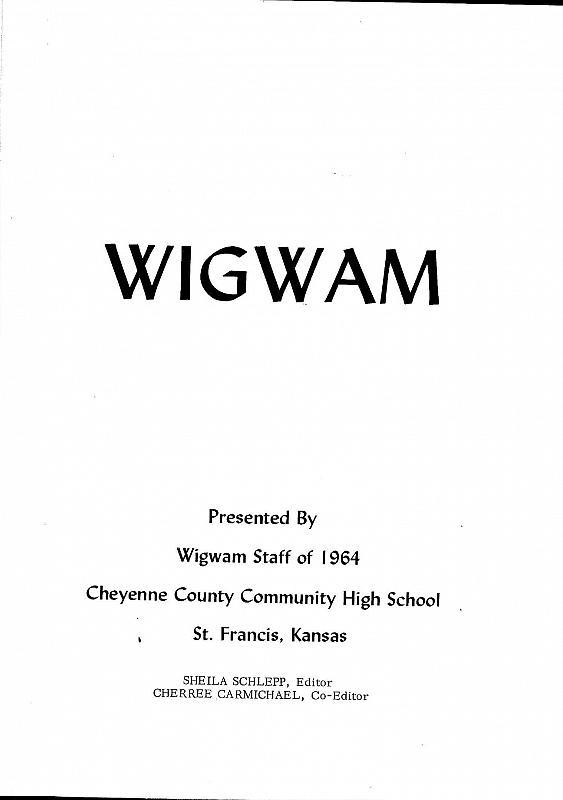 WIGWAM
Presented By
Wigwam Staff of 1964
Cheyenne County Community High School
St. Francis, Kansas
SHEILA SCHLEPP, Editor
CHERREE CARMICHAEL, Co-Editor